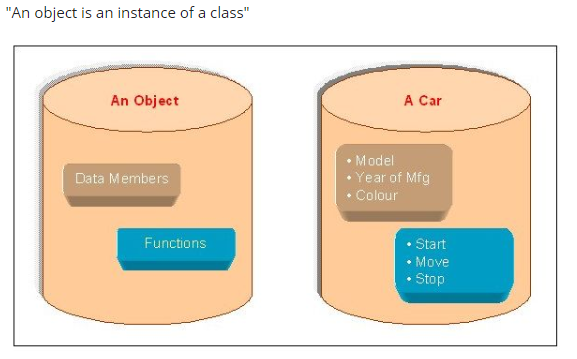 "An object is an instance of a class"
An Object
Data Members
Functions
A Car
• Model
• Year of Mfg
• Colour
• Start
• Move
• Stop